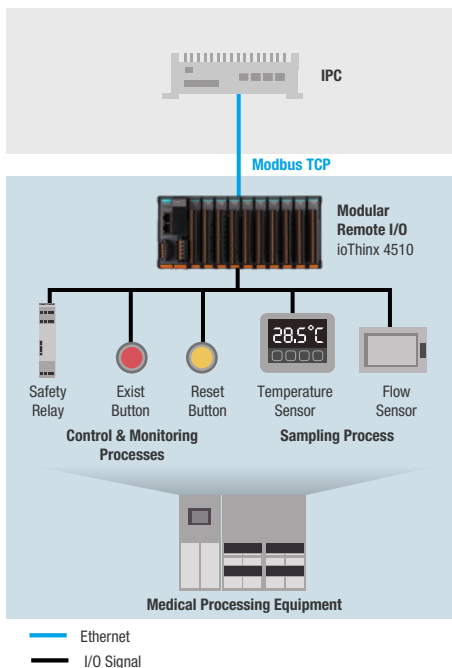 IPC
Modbus TCP
Modular
Remote I/O
ioThinx 4510
28.5°C
Safety
Relay
Exist
Button
Reset
Button
Temperature
Sensor
Flow
Sensor
Control & Monitoring
Processes
Sampling Process
Medical Processing Equipment
Ethernet
I/O Signal